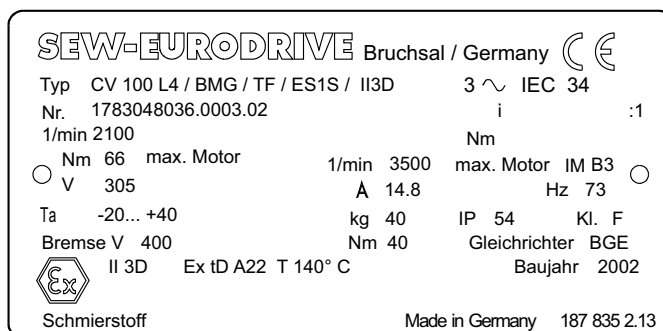 SEW-EURODRIVE Bruchsal / Germany CE
Typ CV 100 L4 / BMG / TF / ES1S / II3D 3 ~ IEC 34
Nr. 1783048036.0003.02 i :1
1/min 2100 Nm
Nm 66 max. Motor 1/min 3500 max. Motor IM B3
V 305 A 14.8 Hz 73
Ta -20... +40 kg 40 IP 54 Kl. F
Bremse V 400 Nm 40 Gleichrichter BGE
Ex II 3D Ex tD A22 T 140° C Baujahr 2002
Schmierstoff Made in Germany 187 835 2.13